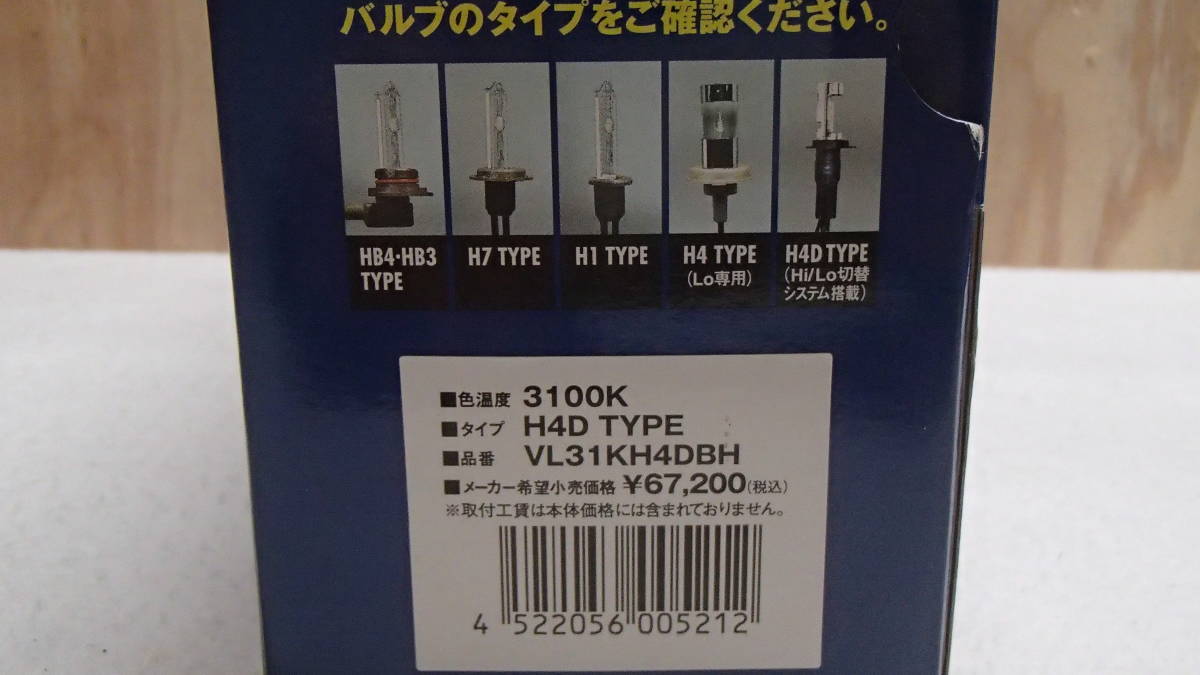 バルブのタイプをご確認ください。
HB4・HB3
TYPE
H7 TYPE
H1 TYPE
H4 TYPE
(Lo専用)
H4D TYPE
(Hi/Lo切替
システム搭載)
■色温度 3100K
■タイプ H4D TYPE
■品番 VL31KH4DBH
■メーカー希望小売価格 ¥67,200(税込)
※取付工賃は本体価格には含まれておりません。
4 522056 005212